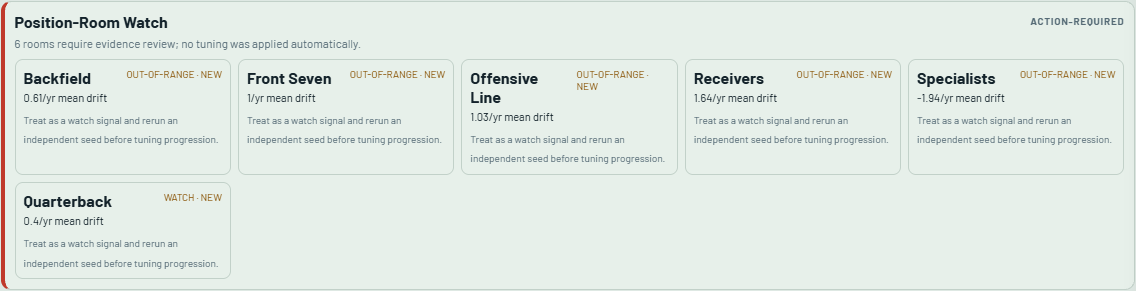 Position-Room Watch
ACTION-REQUIRED
6 rooms require evidence review; no tuning was applied automatically.
Backfield
OUT-OF-RANGE · NEW
0.61/yr mean drift
Treat as a watch signal and rerun an
independent seed before tuning progression.
Front Seven
OUT-OF-RANGE · NEW
1/yr mean drift
Treat as a watch signal and rerun an
independent seed before tuning progression.
Offensive
Line
OUT-OF-RANGE ·
NEW
1.03/yr mean drift
Treat as a watch signal and rerun an
independent seed before tuning progression.
Receivers
OUT-OF-RANGE · NEW
1.64/yr mean drift
Treat as a watch signal and rerun an
independent seed before tuning progression.
Specialists
OUT-OF-RANGE · NEW
-1.94/yr mean drift
Treat as a watch signal and rerun an
independent seed before tuning progression.
Quarterback
WATCH · NEW
0.4/yr mean drift
Treat as a watch signal and rerun an
independent seed before tuning progression.